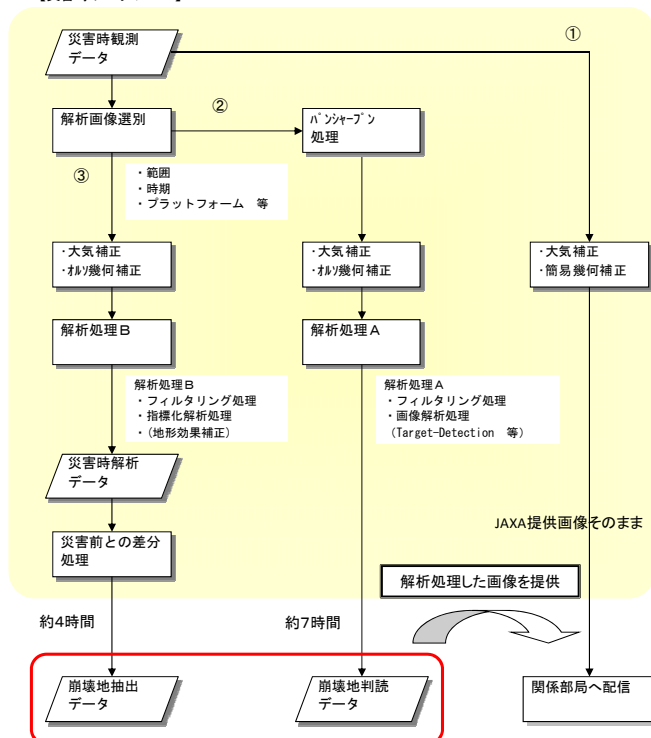 災害時観測
データ
①
解析画像選別
②
ﾊﾟﾝｼｬｰﾌﾟﾝ
処理
③
・範囲
・時期
・プラットフォーム 等
・大気補正
・ｵﾙｿ幾何補正
・大気補正
・ｵﾙｿ幾何補正
・大気補正
・簡易幾何補正
解析処理Ｂ
解析処理Ａ
解析処理Ｂ
・フィルタリング処理
・指標化解析処理
・(地形効果補正)
解析処理Ａ
・フィルタリング処理
・画像解析処理
(Target-Detection 等)
災害時解析
データ
JAXA提供画像そのまま
災害前との差分
処理
解析処理した画像を提供
約4時間
約7時間
崩壊地抽出
データ
崩壊地判読
データ
関係部局へ配信